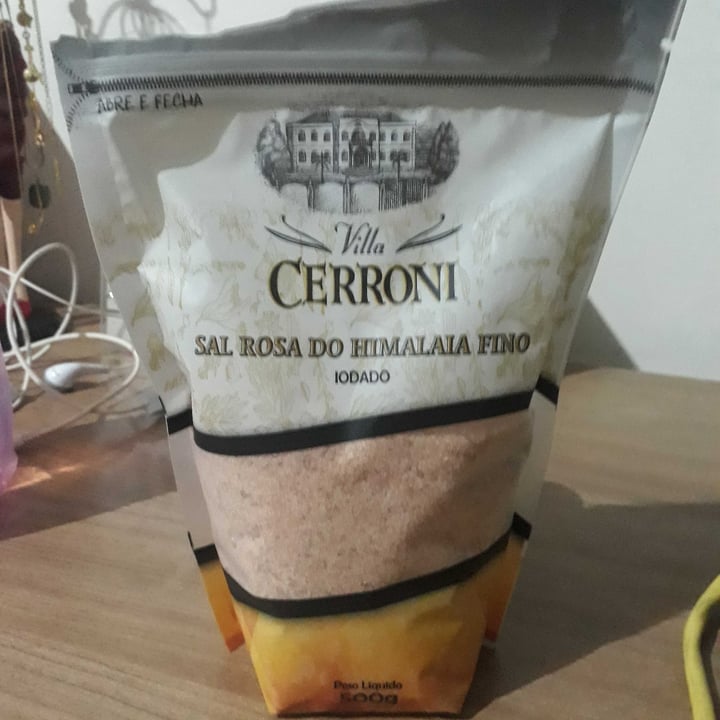 ABRE E FECHA
Villa
CERRONI
SAL ROSA DO HIMALAIA FINO
IODADO
Peso Líquido
500g